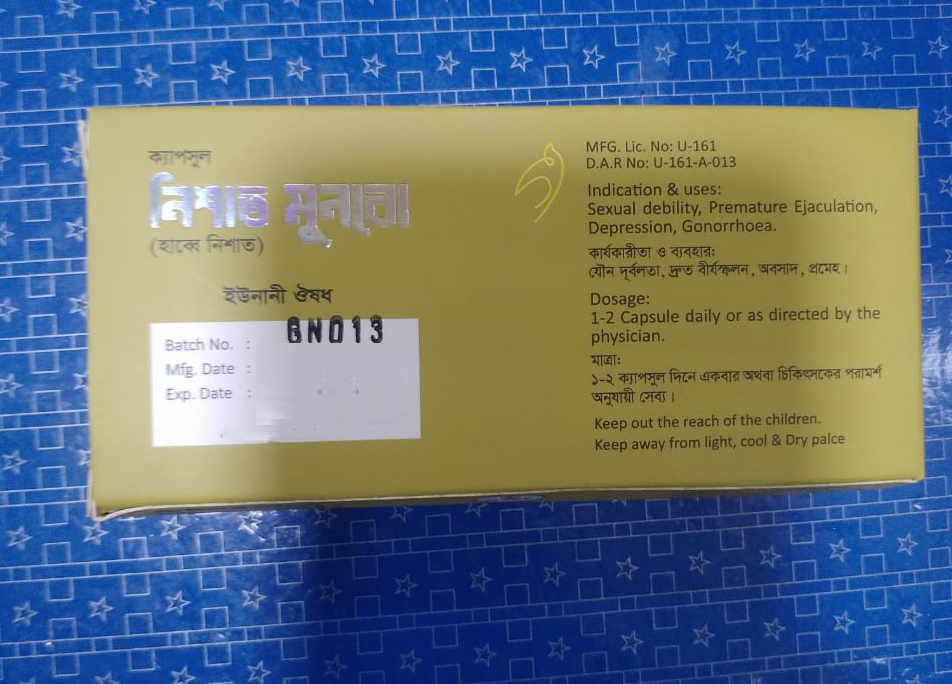 ক্যাপসুল
নিশাত মুনবো
(হাব্বে নিশাত)
ইউনানী ঔষধ
Batch No. : GN013
Mfg. Date :
Exp. Date :
MFG. Lic. No: U-161
D.A.R No: U-161-A-013
Indication & uses:
Sexual debility, Premature Ejaculation,
Depression, Gonorrhoea.
কার্যকারীতা ও ব্যবহার:
যৌন দূর্বলতা, দ্রুত বীর্যস্খলন, অবসাদ, প্রমেহ।
Dosage:
1-2 Capsule daily or as directed by the
physician.
মাত্রা:
১-২ ক্যাপসুল দিনে একবার অথবা চিকিৎসকের পরামর্শ
অনুযায়ী সেব্য।
Keep out the reach of the children.
Keep away from light, cool & Dry palce